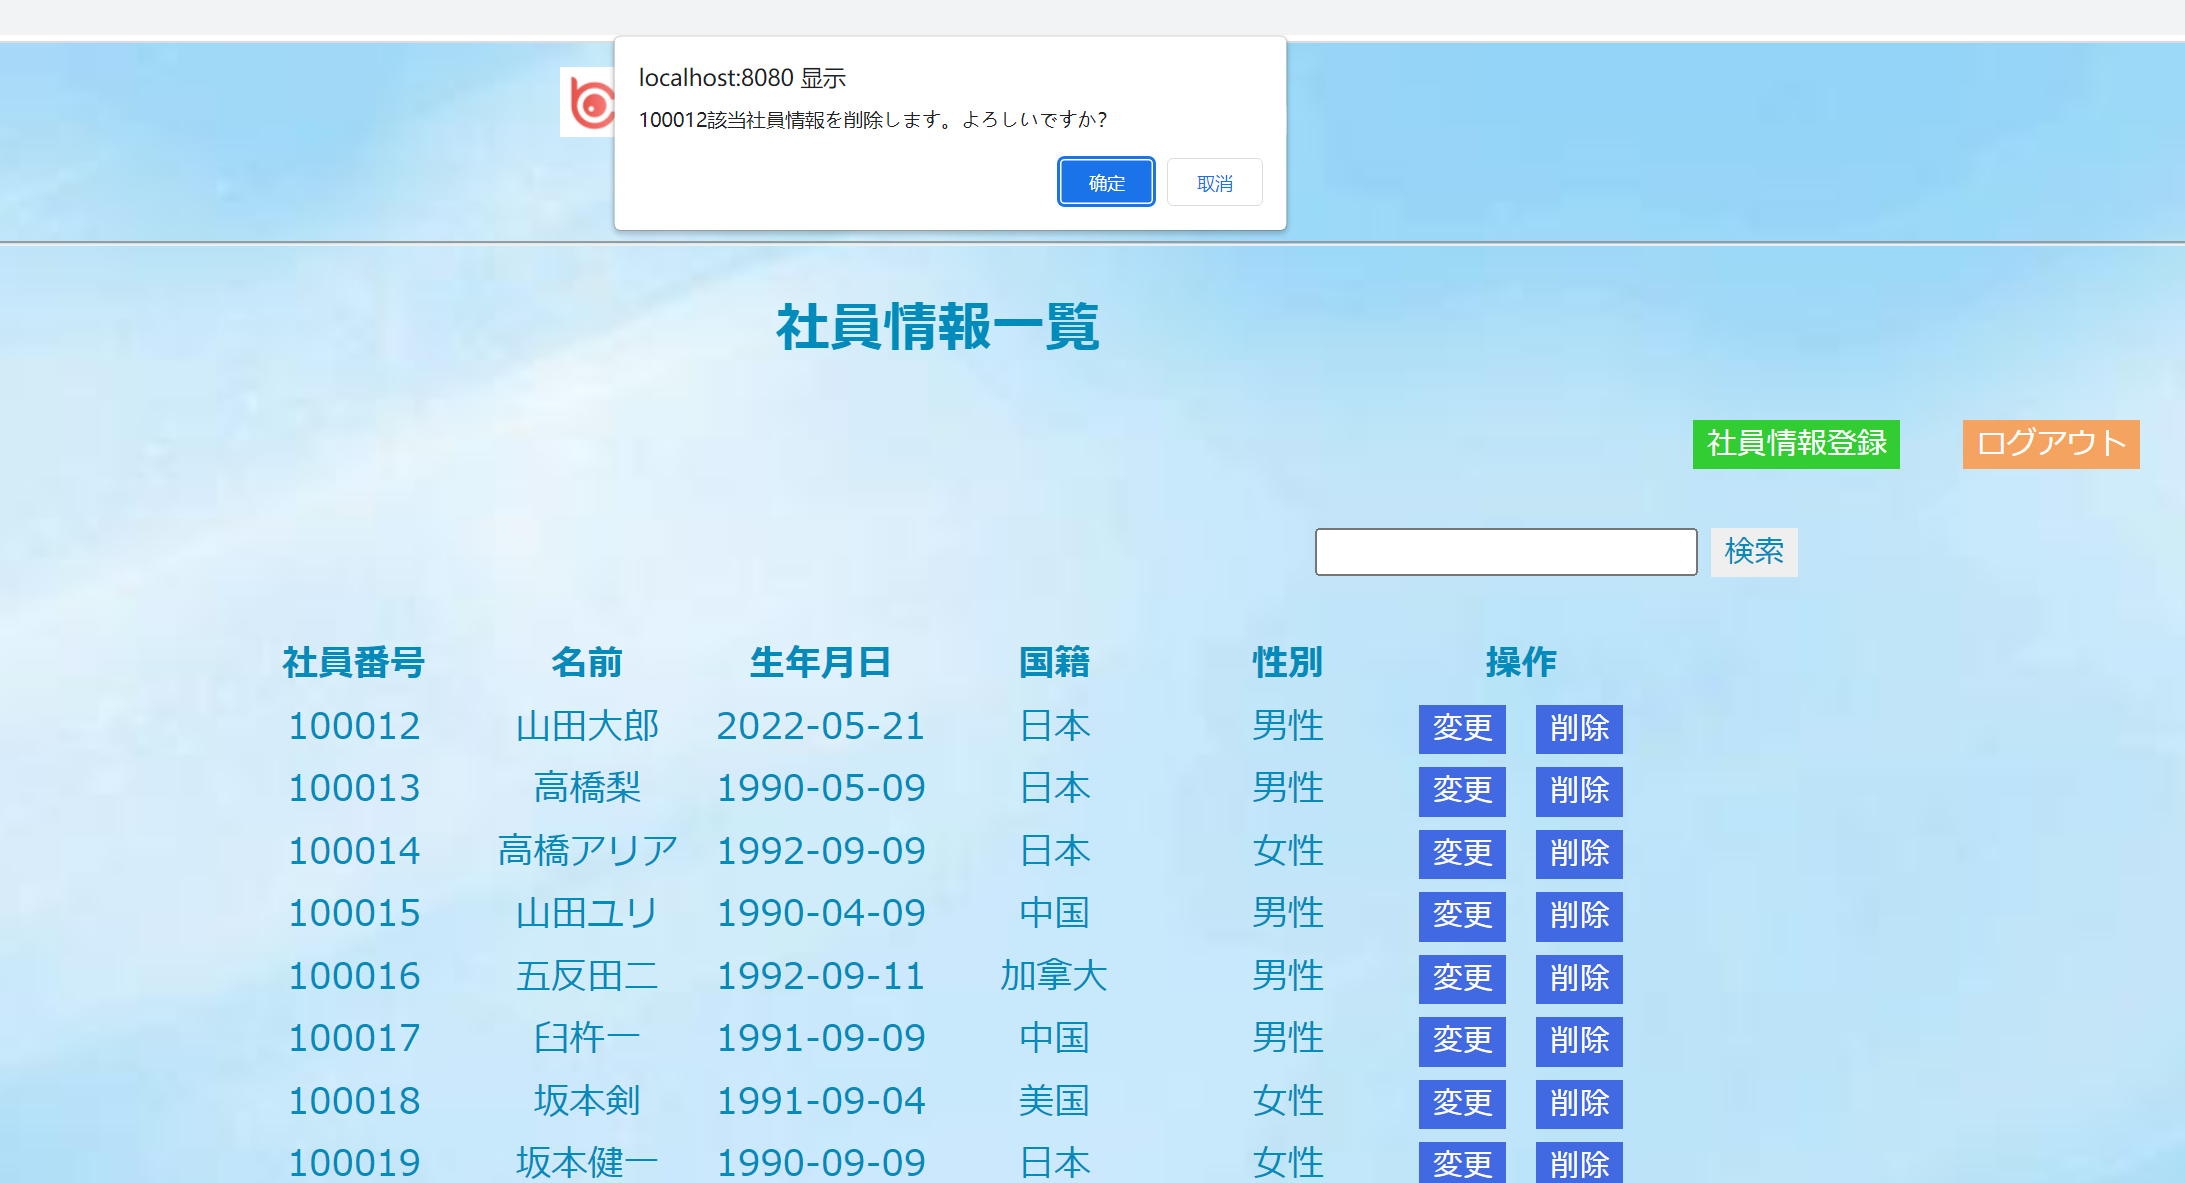 localhost:8080 显示
100012該当社員情報を削除します。よろしいですか？
确定 取消
社員情報一覧
社員情報登録 ログアウト
検索
社員番号 名前 生年月日 国籍 性別 操作
100012 山田大郎 2022-05-21 日本 男性 変更 削除
100013 高橋梨 1990-05-09 日本 男性 変更 削除
100014 高橋アリア 1992-09-09 日本 女性 変更 削除
100015 山田ユリ 1990-04-09 中国 男性 変更 削除
100016 五反田二 1992-09-11 加拿大 男性 変更 削除
100017 臼杵一 1991-09-09 中国 男性 変更 削除
100018 坂本剣 1991-09-04 美国 女性 変更 削除
100019 坂本健一 1990-09-09 日本 女性 変更 削除